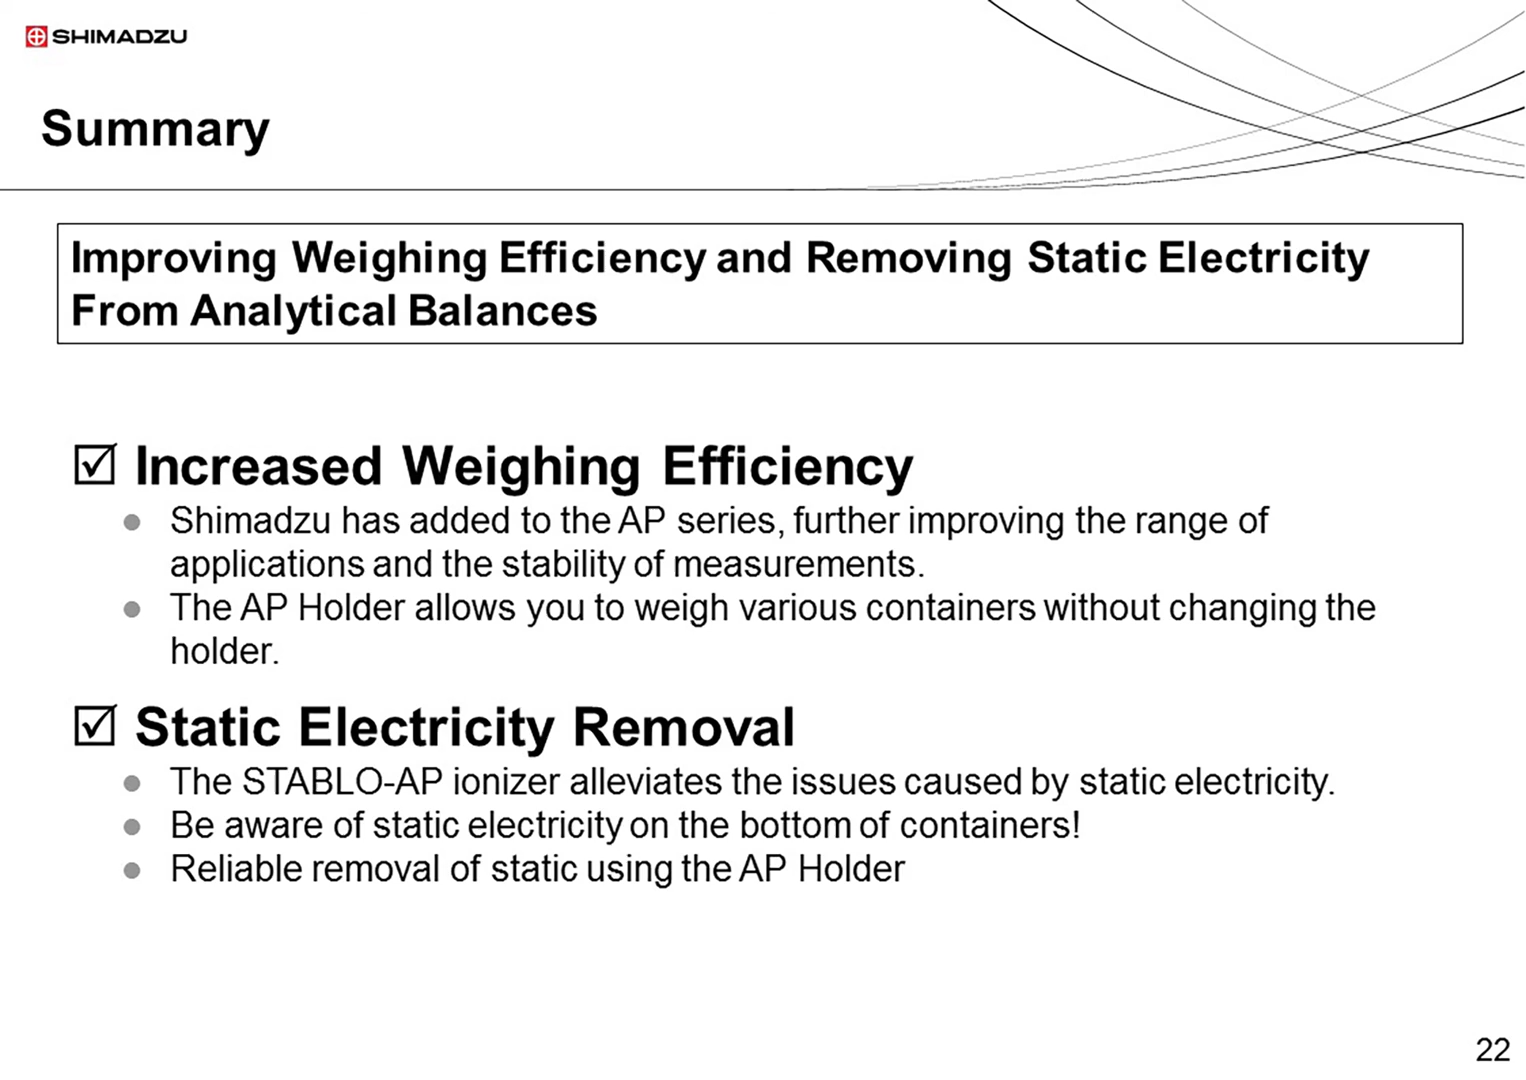 SHIMADZU
Summary
Improving Weighing Efficiency and Removing Static Electricity
From Analytical Balances
Increased Weighing Efficiency
Shimadzu has added to the AP series, further improving the range of
applications and the stability of measurements.
The AP Holder allows you to weigh various containers without changing the
holder.
Static Electricity Removal
The STABLO-AP ionizer alleviates the issues caused by static electricity.
Be aware of static electricity on the bottom of containers!
Reliable removal of static using the AP Holder
22